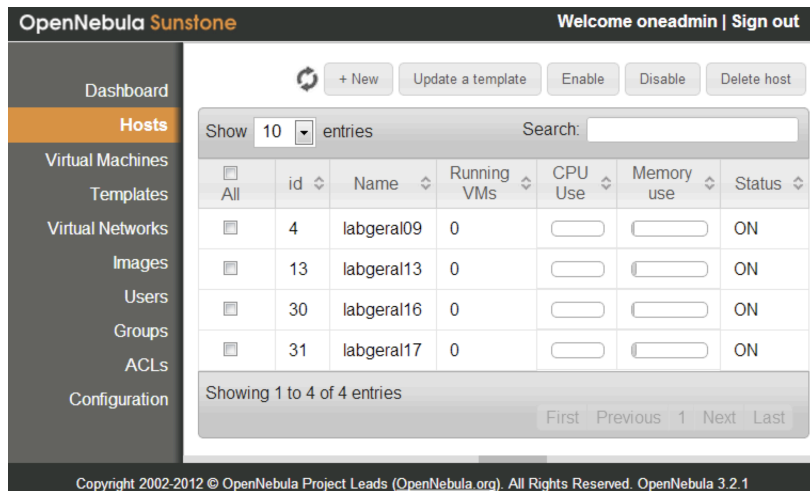 OpenNebula Sunstone
Welcome oneadmin | Sign out
Dashboard
Hosts
Virtual Machines
Templates
Virtual Networks
Images
Users
Groups
ACLs
Configuration
+ New Update a template Enable Disable Delete host
Show 10 entries Search:
All id Name Running VMs CPU Use Memory use Status
4 labgeral09 0 ON
13 labgeral13 0 ON
30 labgeral16 0 ON
31 labgeral17 0 ON
Showing 1 to 4 of 4 entries
First Previous 1 Next Last
Copyright 2002-2012 © OpenNebula Project Leads (OpenNebula.org). All Rights Reserved. OpenNebula 3.2.1